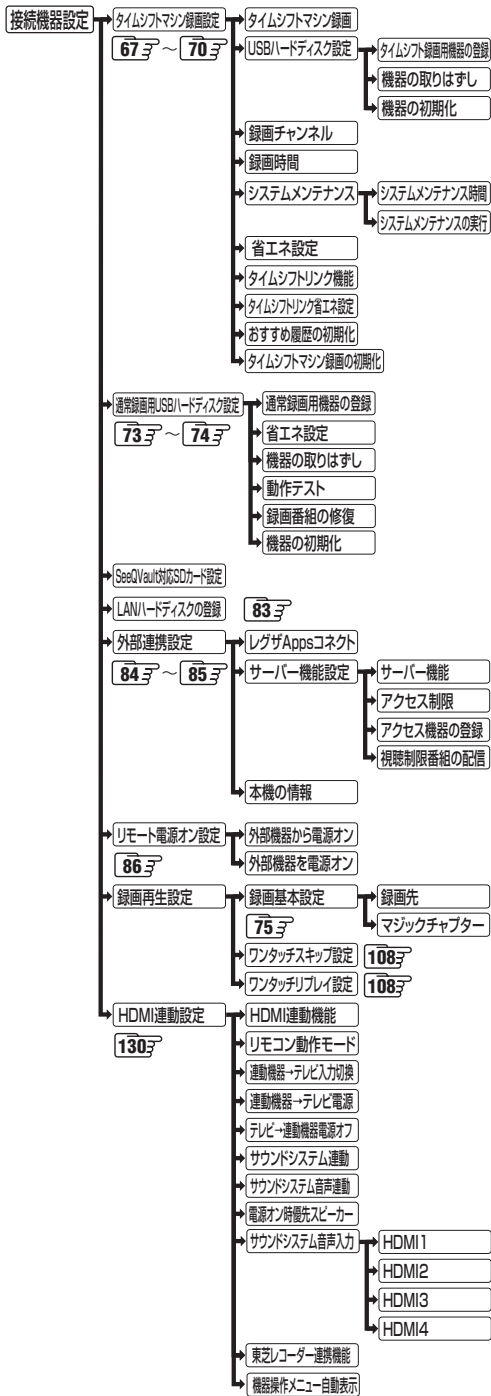 接続機器設定
タイムシフトマシン録画設定
67 ~ 70
タイムシフトマシン録画
USBハードディスク設定
タイムシフト録画用機器の登録
機器の取りはずし
機器の初期化
録画チャンネル
録画時間
システムメンテナンス
システムメンテナンス時間
システムメンテナンスの実行
省エネ設定
タイムシフトリンク機能
タイムシフトリンク省エネ設定
おすすめ履歴の初期化
タイムシフトマシン録画の初期化
通常録画用USBハードディスク設定
73 ~ 74
通常録画用機器の登録
省エネ設定
機器の取りはずし
動作テスト
録画番組の修復
機器の初期化
SeeQVault対応SDカード設定
LANハードディスクの登録 83
外部連携設定
84 ~ 85
レグザAppsコネクト
サーバー機能設定
サーバー機能
アクセス制限
アクセス機器の登録
視聴制限番組の配信
本機の情報
リモート電源オン設定
86
外部機器から電源オン
外部機器を電源オン
録画再生設定
録画基本設定
75
録画先
マジックチャプター
ワンタッチスキップ設定 108
ワンタッチリプレイ設定 108
HDMI連動設定
130
HDMI連動機能
リモコン動作モード
連動機器→テレビ入力切換
連動機器→テレビ電源
テレビ→連動機器電源オフ
サウンドシステム連動
サウンドシステム音声連動
電源オン時優先スピーカー
サウンドシステム音声入力
HDMI1
HDMI2
HDMI3
HDMI4
東芝レコーダー連携機能
機器操作メニュー自動表示